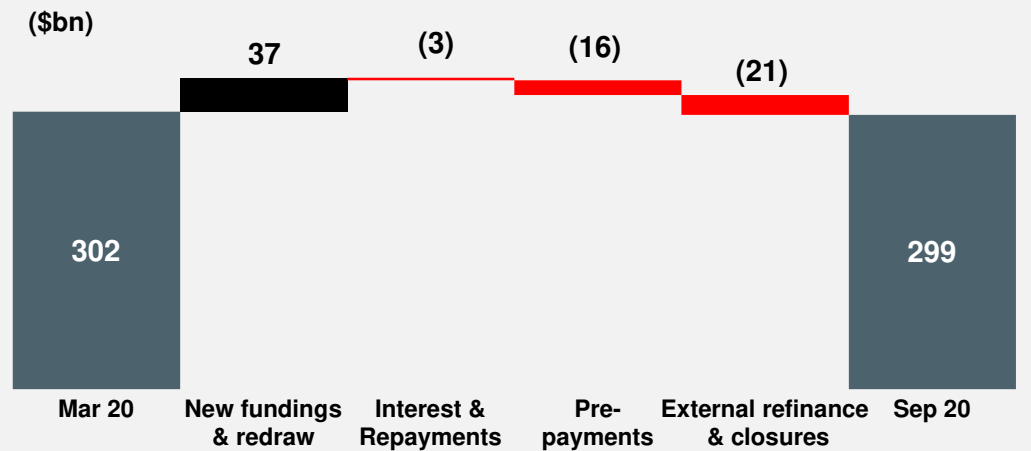 ($bn)
37
(3)
(16)
(21)
302
299
Mar 20
New fundings
& redraw
Interest &
Repayments
Pre-
payments
External refinance
& closures
Sep 20